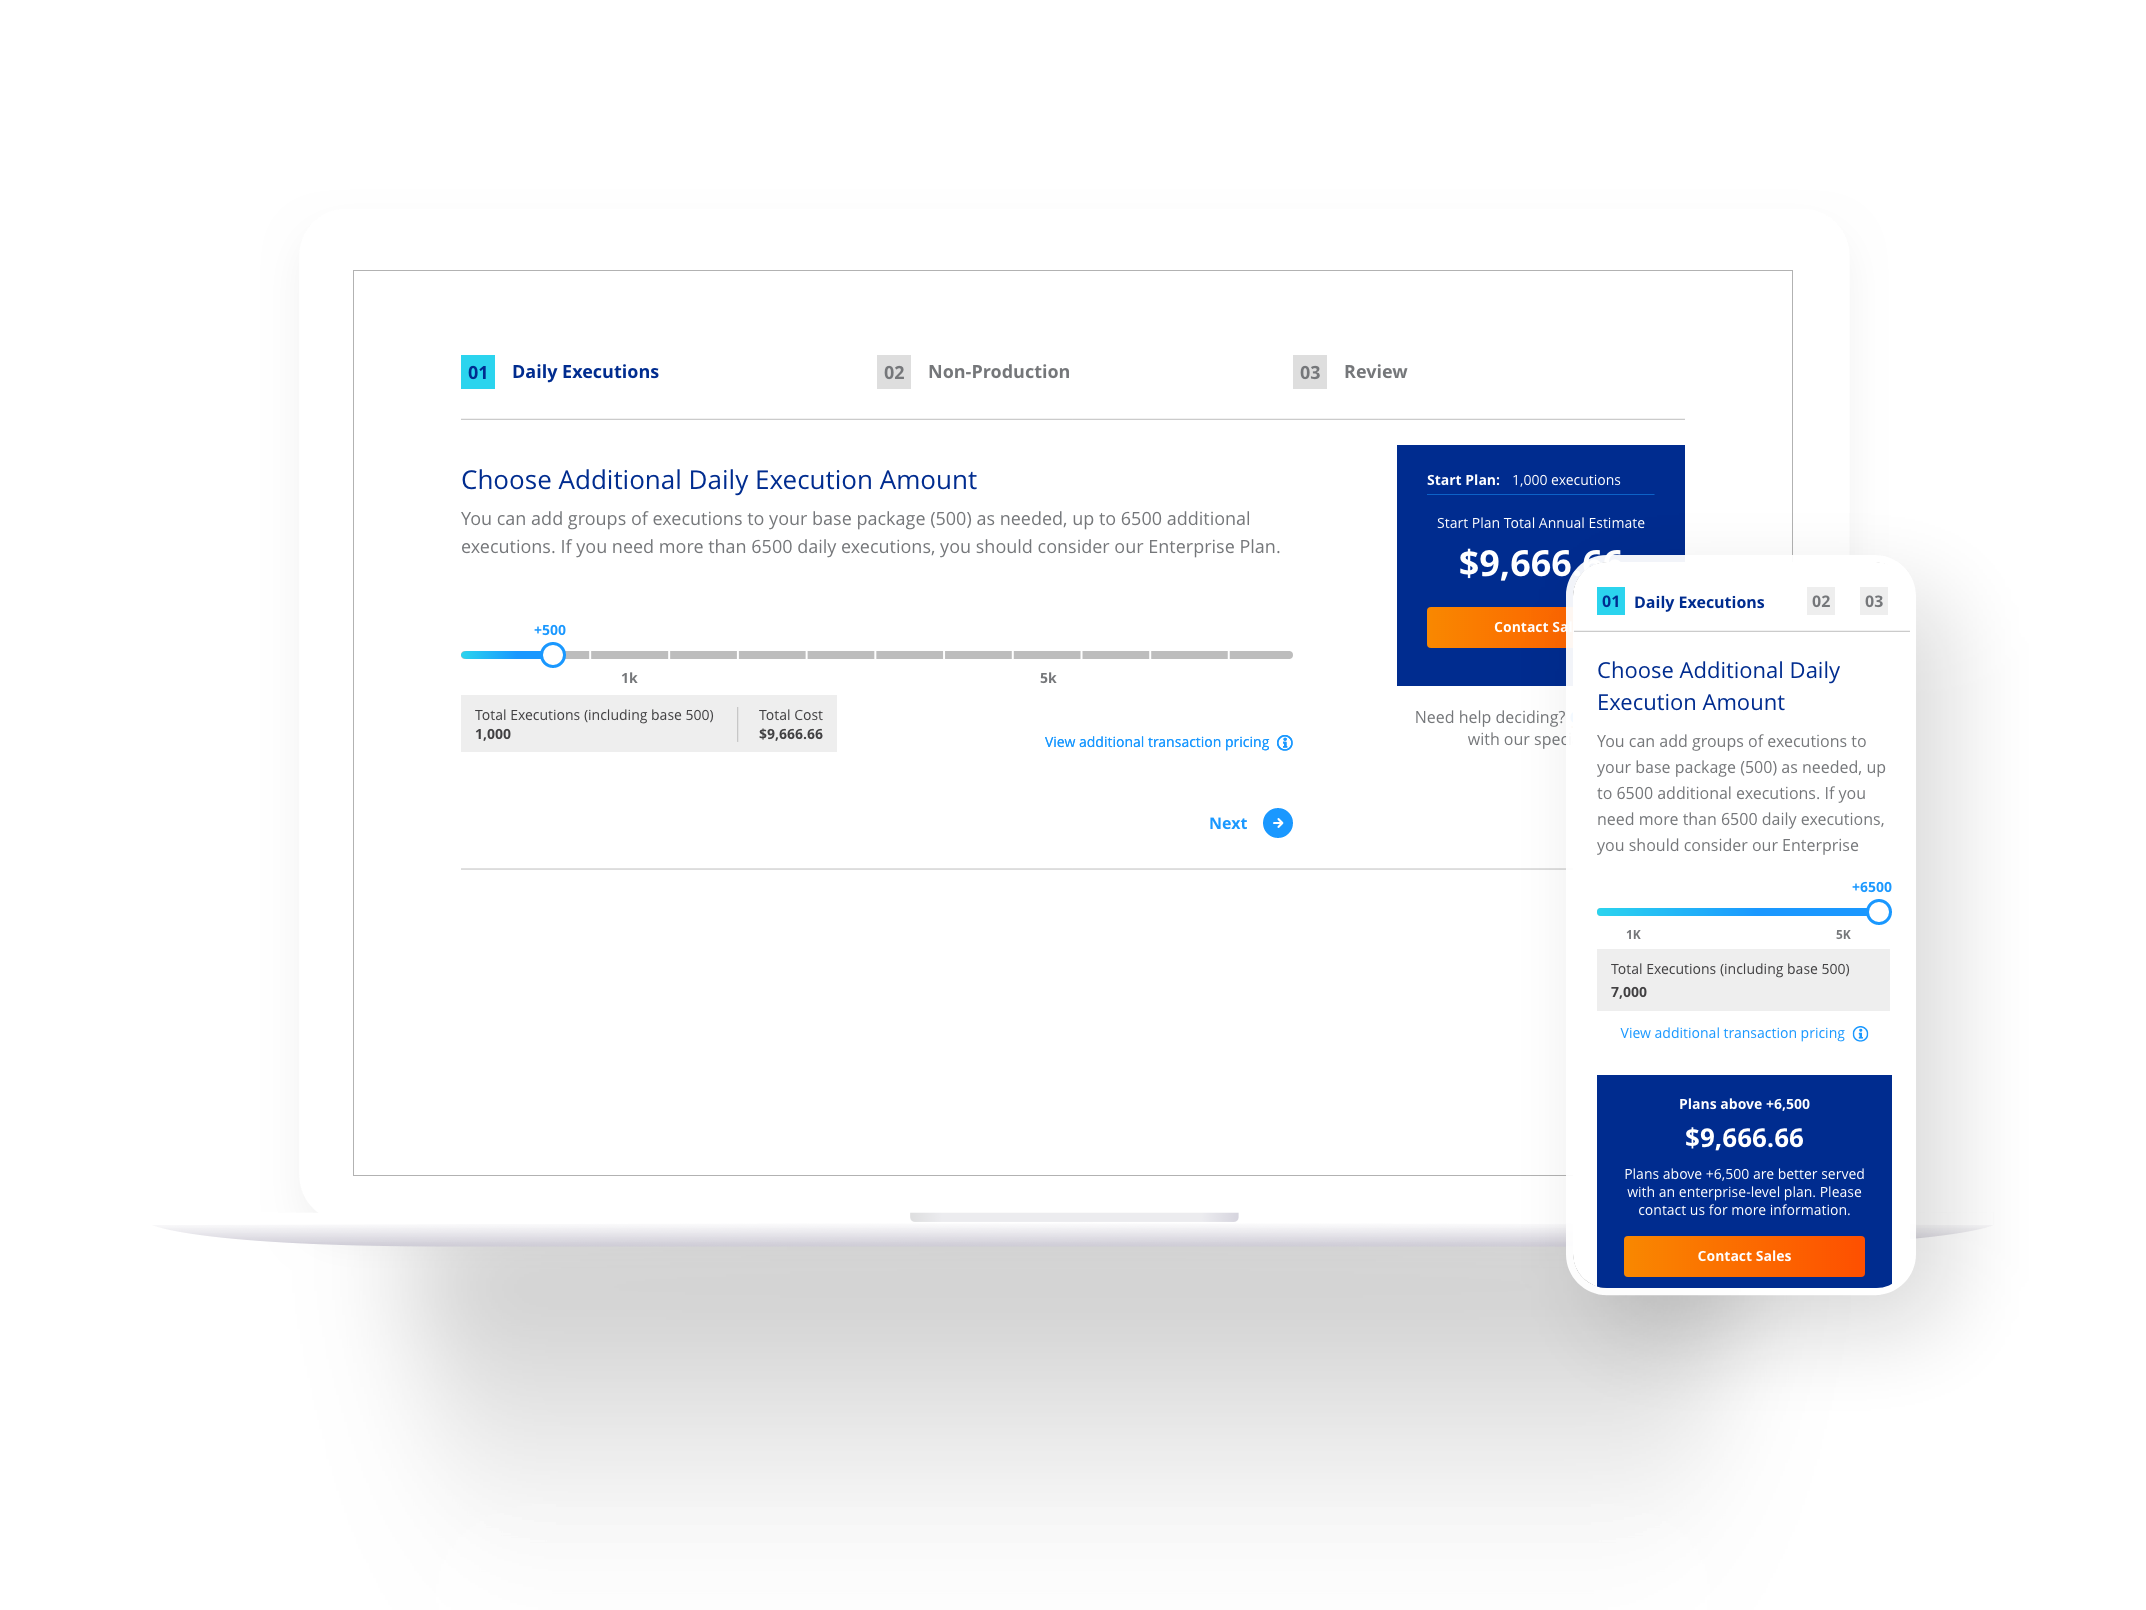 01 Daily Executions
02 Non-Production
03 Review
Choose Additional Daily Execution Amount
You can add groups of executions to your base package (500) as needed, up to 6500 additional
executions. If you need more than 6500 daily executions, you should consider our Enterprise Plan.
+500
1k
5k
Total Executions (including base 500)
1,000
Total Cost
$9,666.66
View additional transaction pricing
Next
Start Plan: 1,000 executions
Start Plan Total Annual Estimate
$9,666.66
Contact
Need help deciding?
with our
01 Daily Executions 02 03
Choose Additional Daily
Execution Amount
You can add groups of executions to
your base package (500) as needed, up
to 6500 additional executions. If you
need more than 6500 daily executions,
you should consider our Enterprise
+6500
1K
5K
Total Executions (including base 500)
7,000
View additional transaction pricing
Plans above +6,500
$9,666.66
Plans above +6,500 are better served
with an enterprise-level plan. Please
contact us for more information.
Contact Sales